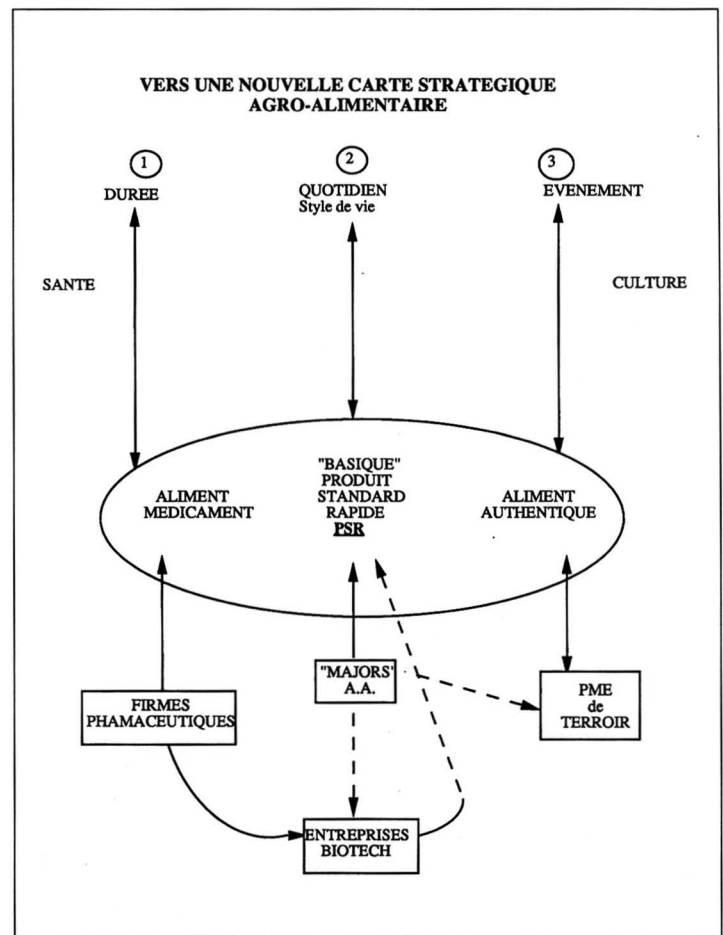 VERS UNE NOUVELLE CARTE STRATEGIQUE
AGRO-ALIMENTAIRE
1
DUREE
2
QUOTIDIEN
Style de vie
3
EVENEMENT
SANTE
CULTURE
ALIMENT
MEDICAMENT
"BASIQUE"
PRODUIT
STANDARD
RAPIDE
PSR
ALIMENT
AUTHENTIQUE
FIRMES
PHAMACEUTIQUES
"MAJORS"
A.A.
PME
de
TERROIR
ENTREPRISES
BIOTECH